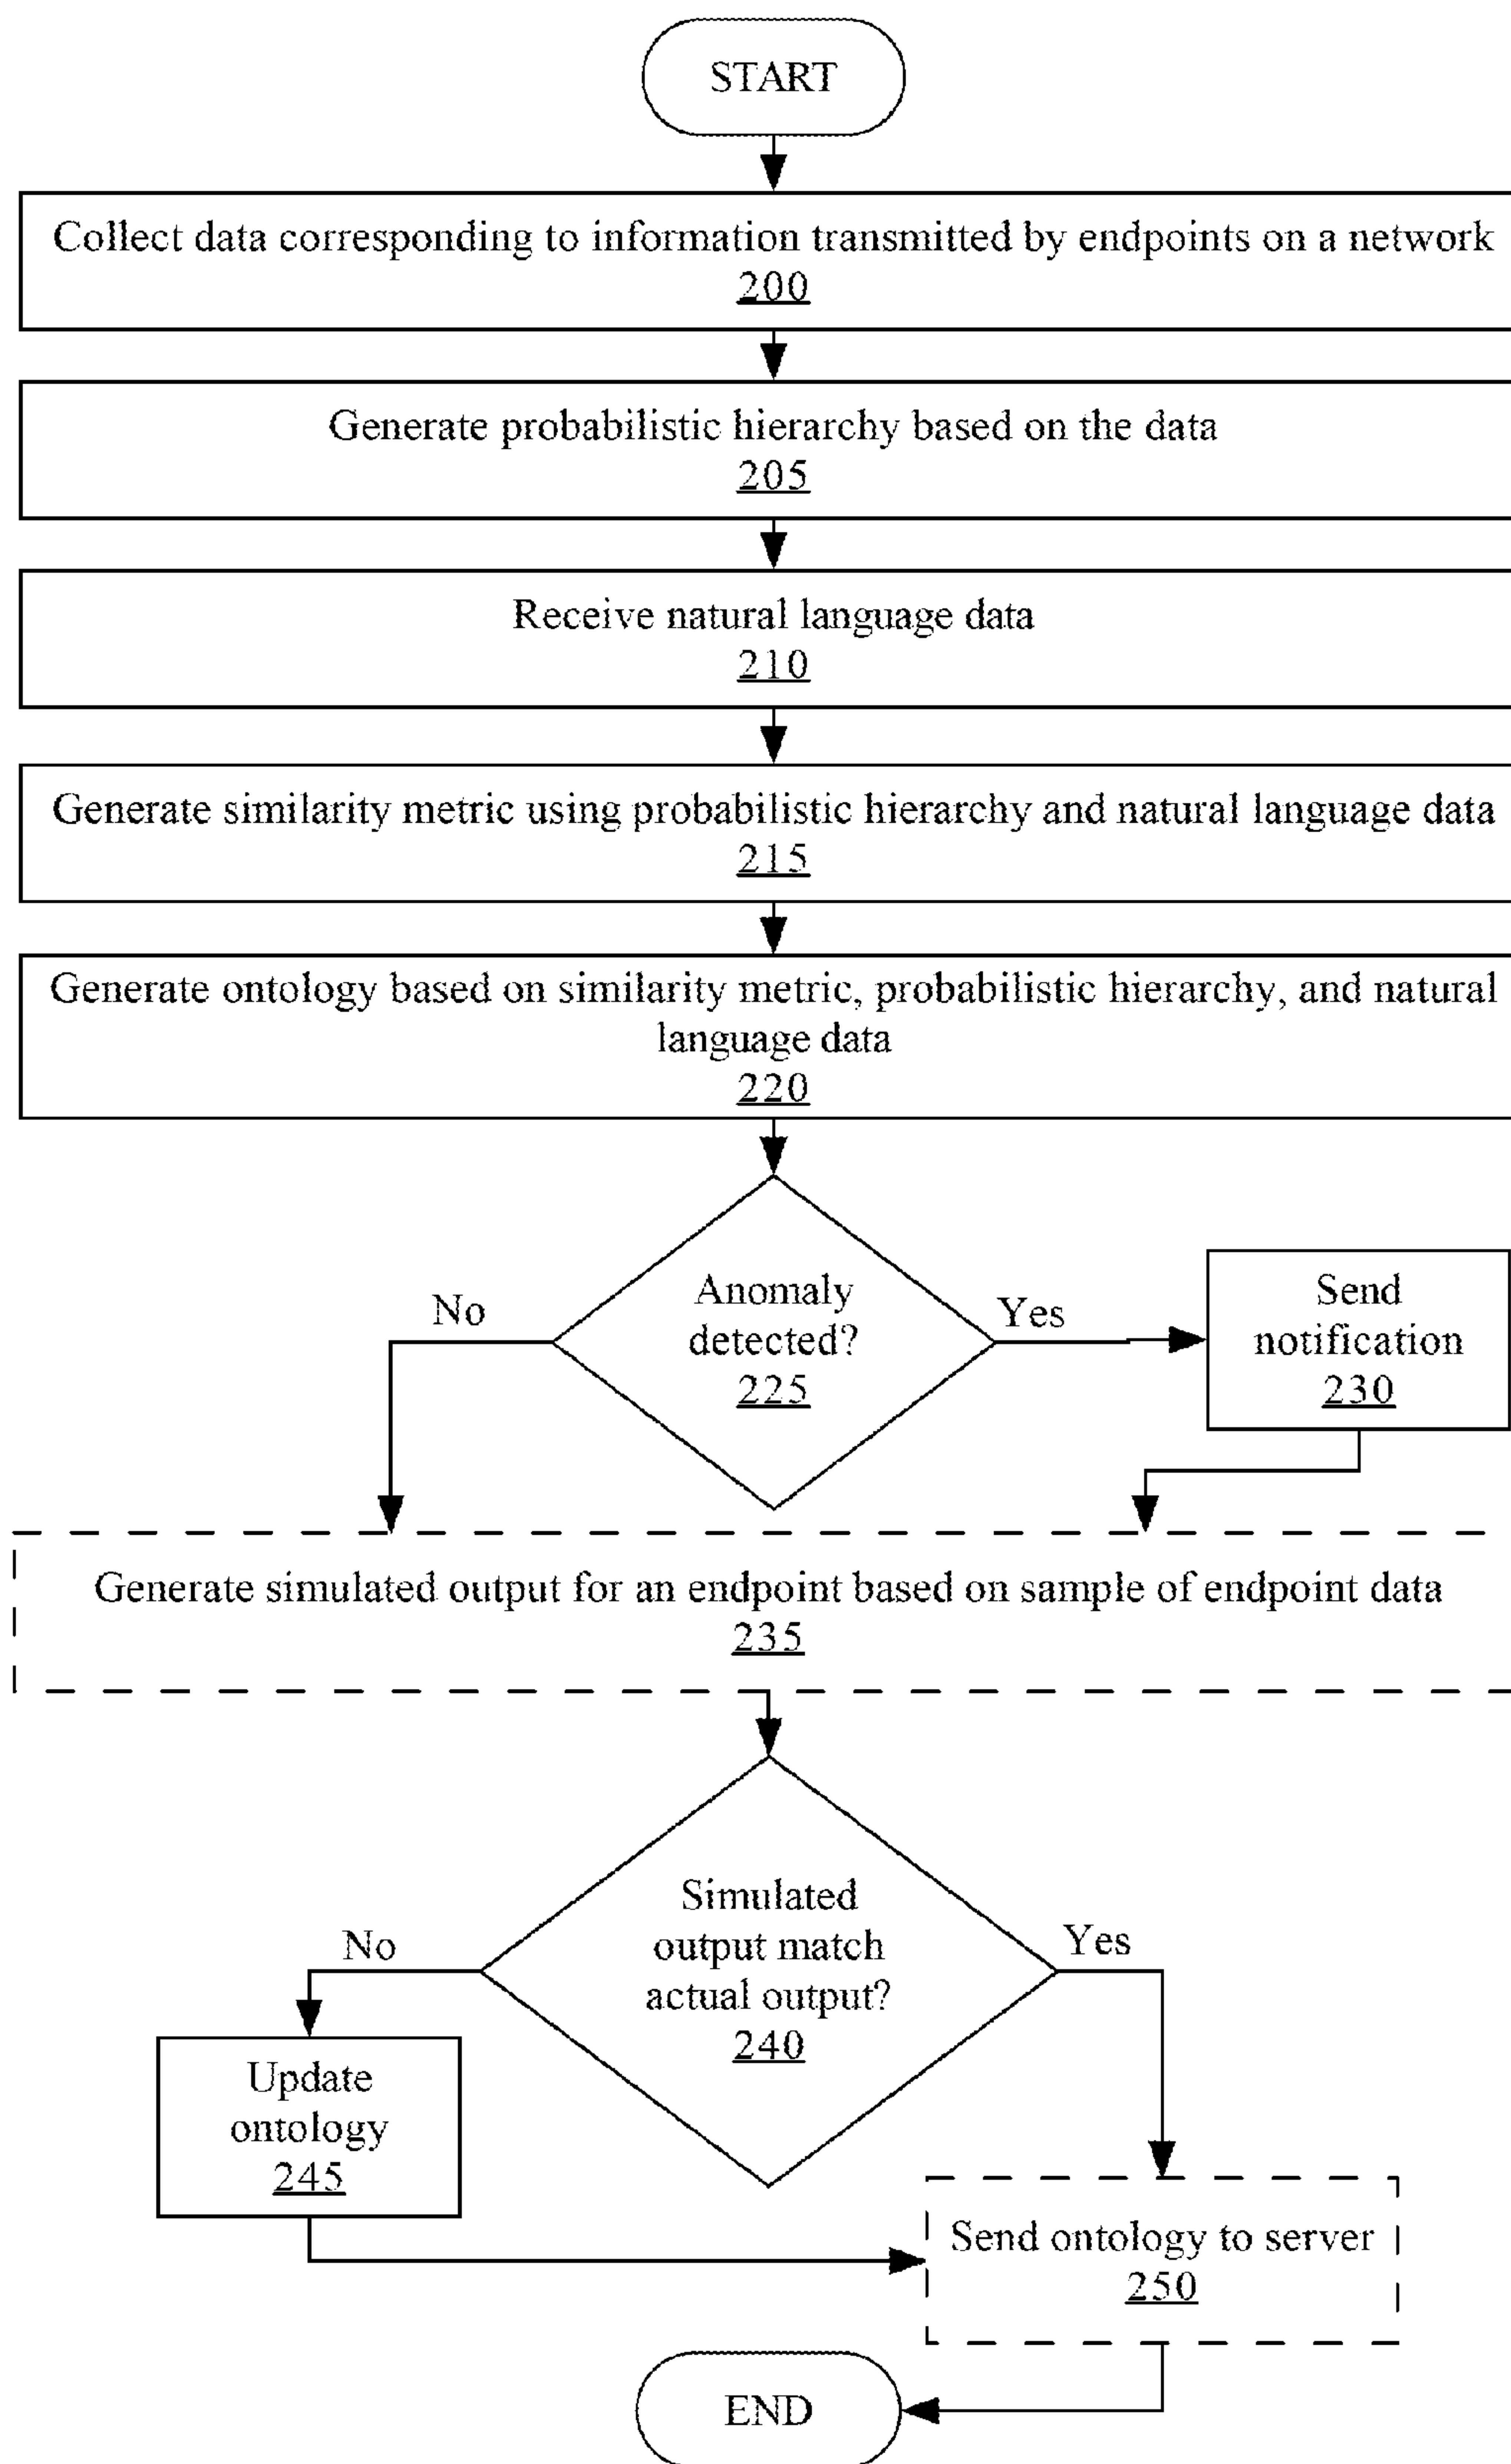 START
Collect data corresponding to information transmitted by endpoints on a network
200
Generate probabilistic hierarchy based on the data
205
Receive natural language data
210
Generate similarity metric using probabilistic hierarchy and natural language data
215
Generate ontology based on similarity metric, probabilistic hierarchy, and natural
language data
220
Anomaly
detected?
225
No
Yes
Send
notification
230
Generate simulated output for an endpoint based on sample of endpoint data
235
Simulated
output match
actual output?
240
No
Yes
Update
ontology
245
Send ontology to server
250
END